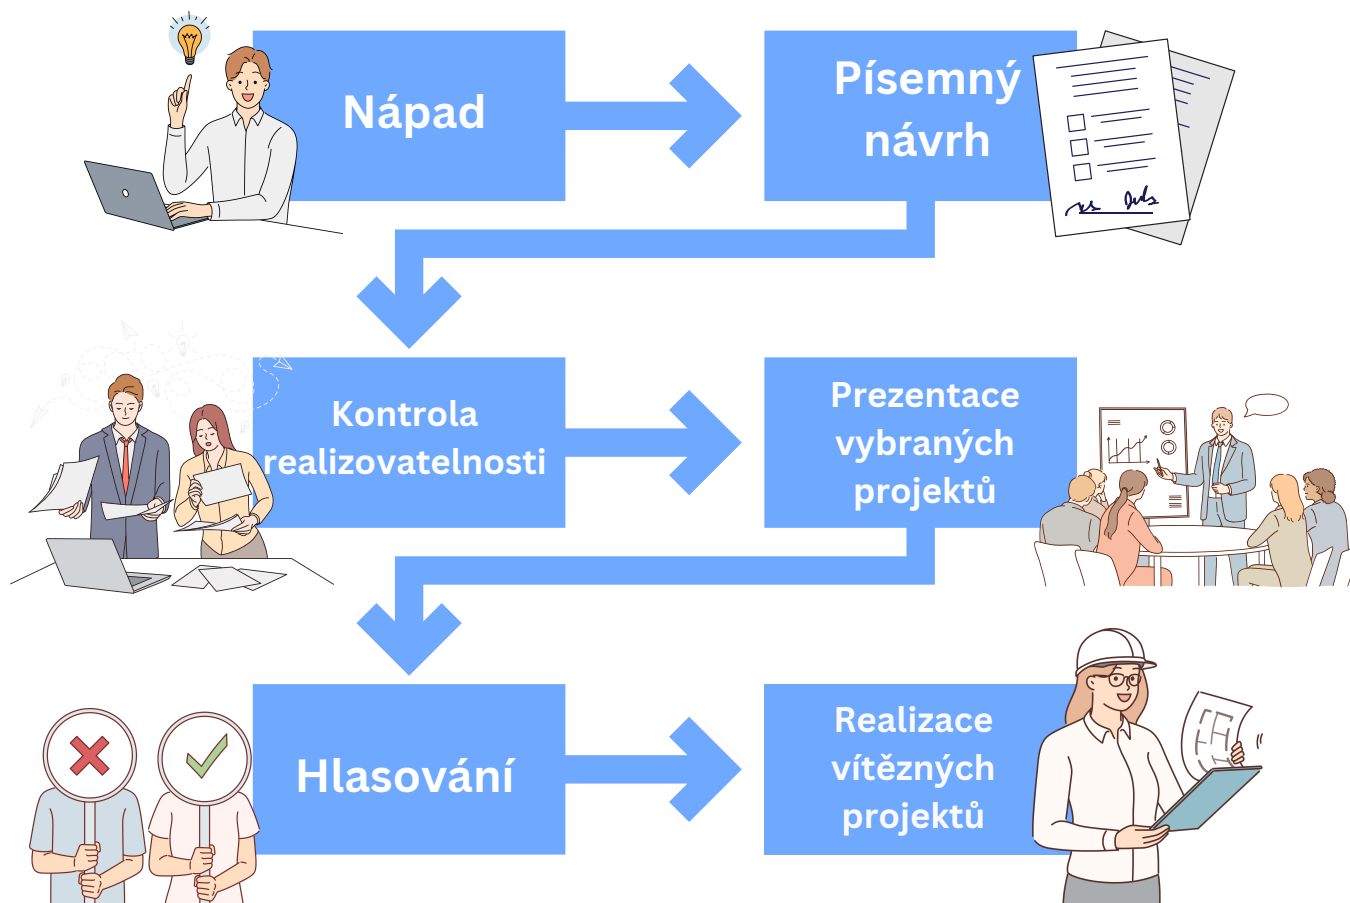 Nápad
Písemný
návrh
Kontrola
realizovatelnosti
Prezentace
vybraných
projektů
Hlasování
Realizace
vítězných
projektů